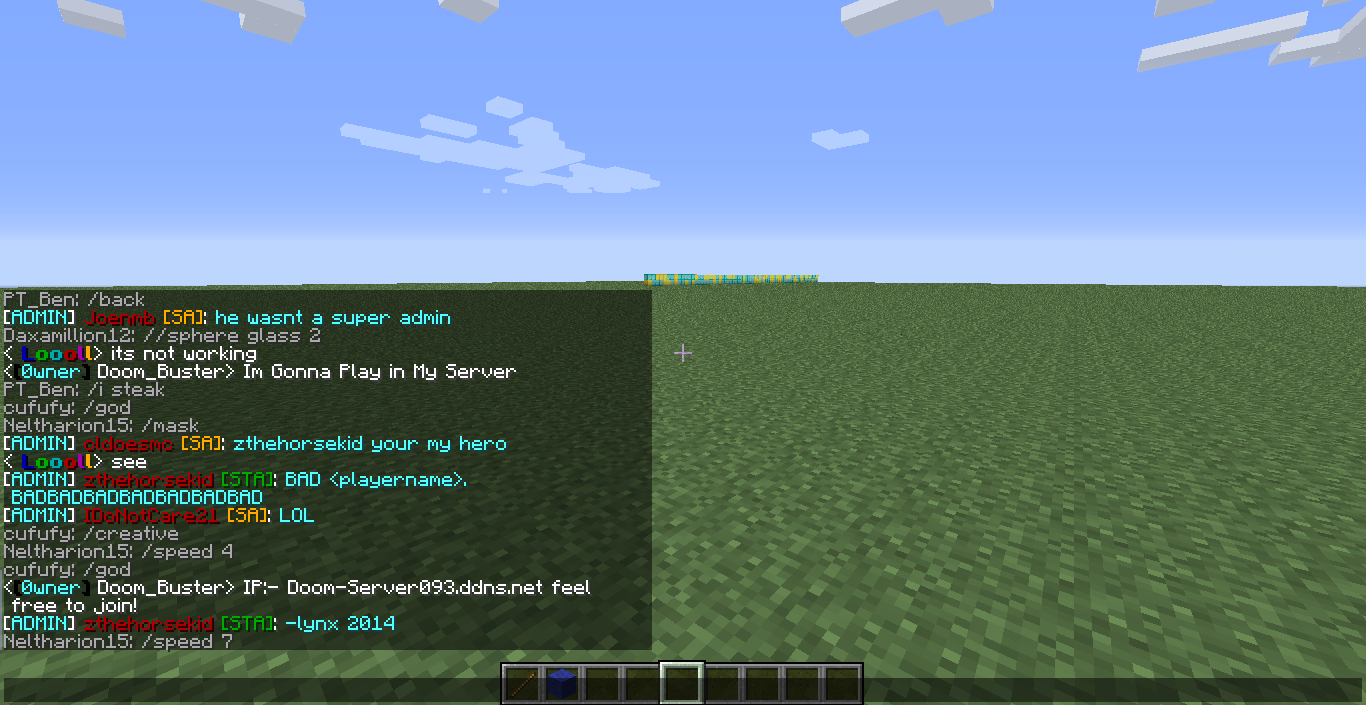 PT_Ben: /back
[ADMIN] Joenmb [SA]: he wasnt a super admin
Daxamillion12: //sphere glass 2
< Loooll> its not working
<[0wner] Doom_Buster> Im Gonna Play in My Server
PT_Ben: /i steak
cufufy: /god
Neltharion15: /mask
[ADMIN] cldoesmc [SA]: zthehorsekid your my hero
< Loooll> see
[ADMIN] zthehorsekid [STA]: BAD <playername>.
BADBADBADBADBADBADBAD
[ADMIN] IDoNotCare21 [SA]: LOL
cufufy: /creative
Neltharion15: /speed 4
cufufy: /god
<[0wner] Doom_Buster> IP:- Doom-Server093.ddns.net feel
free to join!
[ADMIN] zthehorsekid [STA]: -lynx 2014
Neltharion15: /speed 7